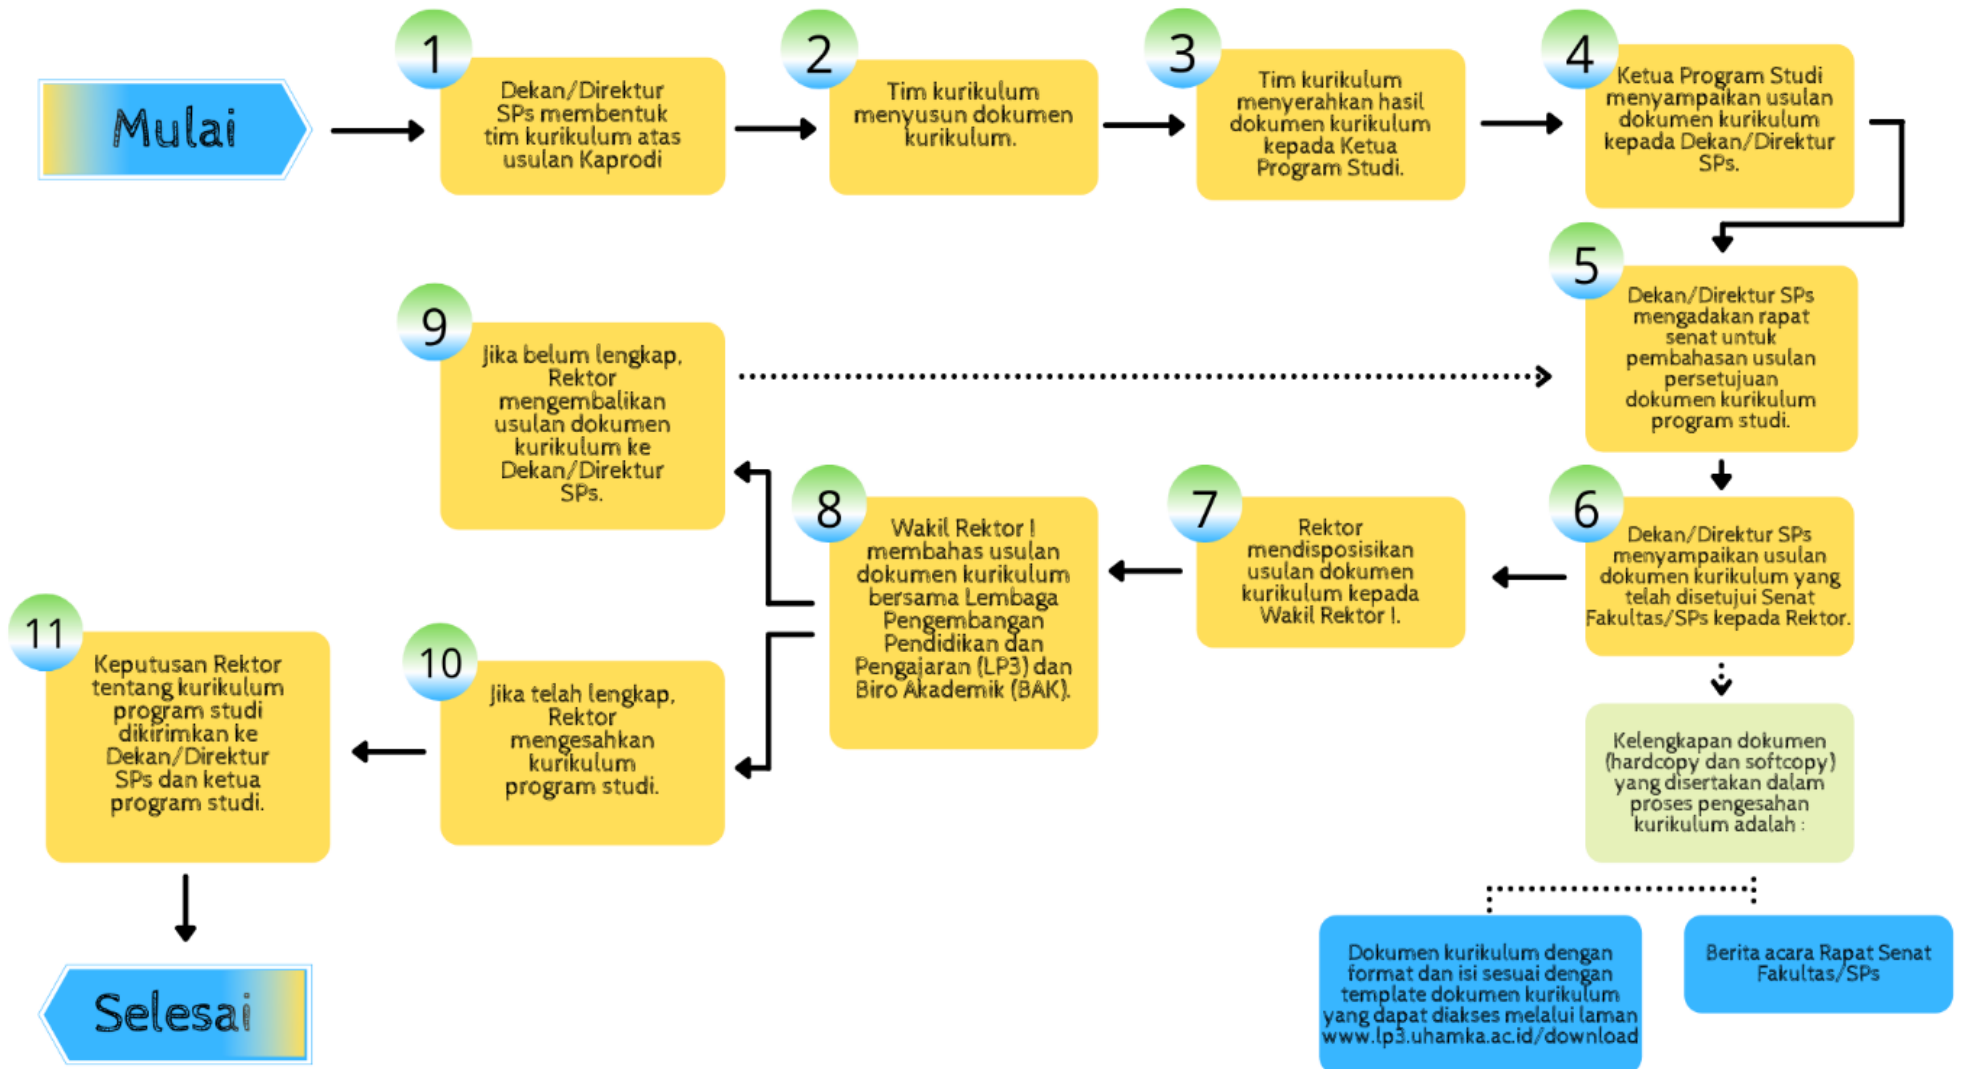 Mulai
1
Dekan/Direktur
SPs membentuk
tim kurikulum atas
usulan Kaprodi
2
Tim kurikulum
menyusun dokumen
kurikulum.
3
Tim kurikulum
menyerahkan hasil
dokumen kurikulum
kepada Ketua
Program Studi.
4
Ketua Program Studi
menyampaikan usulan
dokumen kurikulum
kepada Dekan/Direktur
SPs.
5
Dekan/Direktur SPs
mengadakan rapat
senat untuk
pembahasan usulan
persetujuan
dokumen kurikulum
program studi.
6
Dekan/Direktur SPs
menyampaikan usulan
dokumen kurikulum yang
telah disetujui Senat
Fakultas/SPs kepada Rektor.
Kelengkapan dokumen
(hardcopy dan softcopy)
yang disertakan dalam
proses pengesahan
kurikulum adalah :
Dokumen kurikulum dengan
format dan isi sesuai dengan
template dokumen kurikulum
yang dapat diakses melalui laman
www.lp3.uhamka.ac.id/download
Berita acara Rapat Senat
Fakultas/SPs
7
Rektor
mendisposisikan
usulan dokumen
kurikulum kepada
Wakil Rektor I.
8
Wakil Rektor I
membahas usulan
dokumen kurikulum
bersama Lembaga
Pengembangan
Pendidikan dan
Pengajaran (LP3) dan
Biro Akademik (BAK).
9
Jika belum lengkap,
Rektor
mengembalikan
usulan dokumen
kurikulum ke
Dekan/Direktur
SPs.
10
Jika telah lengkap,
Rektor
mengesahkan
kurikulum
program studi.
11
Keputusan Rektor
tentang kurikulum
program studi
dikirimkan ke
Dekan/Direktur
SPs dan ketua
program studi.
Selesai